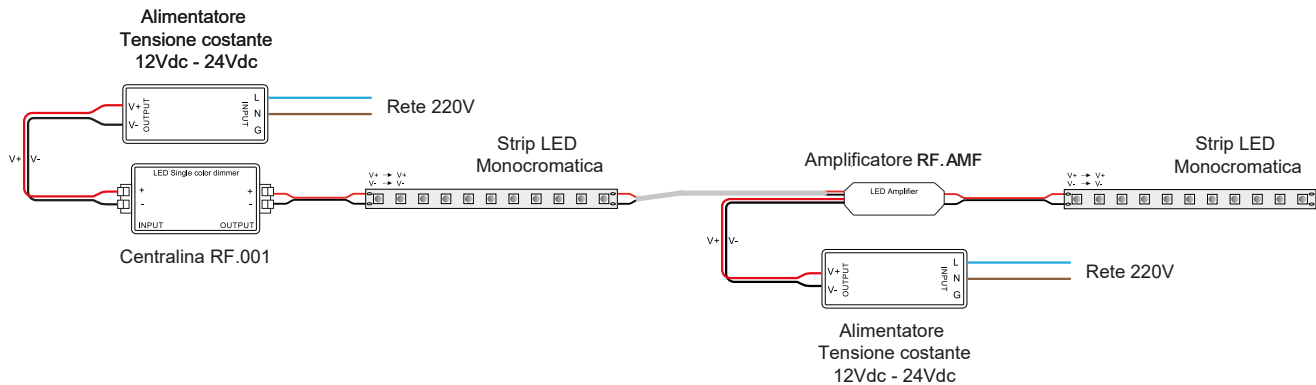 Alimentatore
Tensione costante
12Vdc - 24Vdc
V+
V-
OUTPUT
INPUT
L
N
G
Rete 220V
V+
V-
LED Single color dimmer
+
-
+
-
INPUT
OUTPUT
Centralina RF.001
Strip LED
Monocromatica
V+ → V+
V- → V-
Amplificatore RF.AMF
LED Amplifier
V+
V-
V+
V-
OUTPUT
INPUT
L
N
G
Rete 220V
Alimentatore
Tensione costante
12Vdc - 24Vdc
Strip LED
Monocromatica
V+ → V+
V- → V-